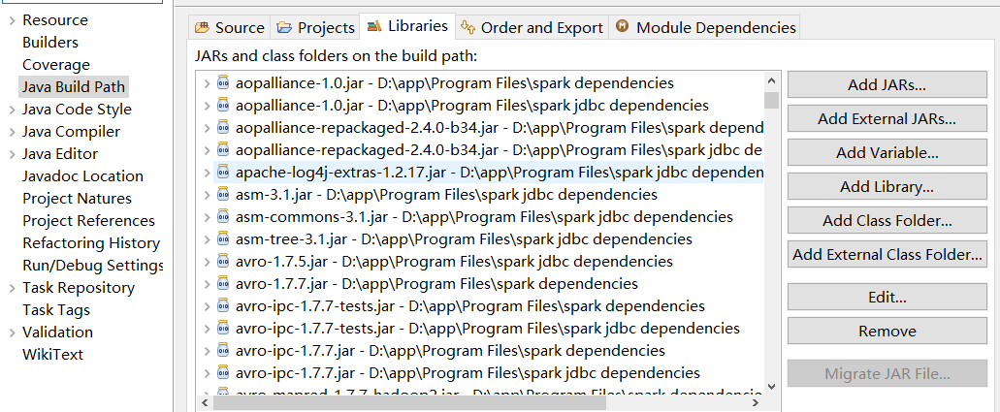 Resource
Builders
Coverage
Java Build Path
Java Code Style
Java Compiler
Java Editor
Javadoc Location
Project Natures
Project References
Refactoring History
Run/Debug Settings
Task Repository
Task Tags
Validation
WikiText
Source
Projects
Libraries
Order and Export
Module Dependencies
JARs and class folders on the build path:
aopalliance-1.0.jar - D:\app\Program Files\spark dependencies
aopalliance-1.0.jar - D:\app\Program Files\spark jdbc dependencies
aopalliance-repackaged-2.4.0-b34.jar - D:\app\Program Files\spark depend
aopalliance-repackaged-2.4.0-b34.jar - D:\app\Program Files\spark jdbc de
apache-log4j-extras-1.2.17.jar - D:\app\Program Files\spark jdbc dependen
asm-3.1.jar - D:\app\Program Files\spark jdbc dependencies
asm-commons-3.1.jar - D:\app\Program Files\spark jdbc dependencies
asm-tree-3.1.jar - D:\app\Program Files\spark jdbc dependencies
avro-1.7.5.jar - D:\app\Program Files\spark jdbc dependencies
avro-1.7.7.jar - D:\app\Program Files\spark dependencies
avro-ipc-1.7.7-tests.jar - D:\app\Program Files\spark dependencies
avro-ipc-1.7.7-tests.jar - D:\app\Program Files\spark jdbc dependencies
avro-ipc-1.7.7.jar - D:\app\Program Files\spark dependencies
avro-ipc-1.7.7.jar - D:\app\Program Files\spark jdbc dependencies
avro-mapred-1.7.7-hadoop2.jar - D:\app\Program Files\spark dependencie
Add JARs...
Add External JARs...
Add Variable...
Add Library...
Add Class Folder...
Add External Class Folder...
Edit...
Remove
Migrate JAR File...